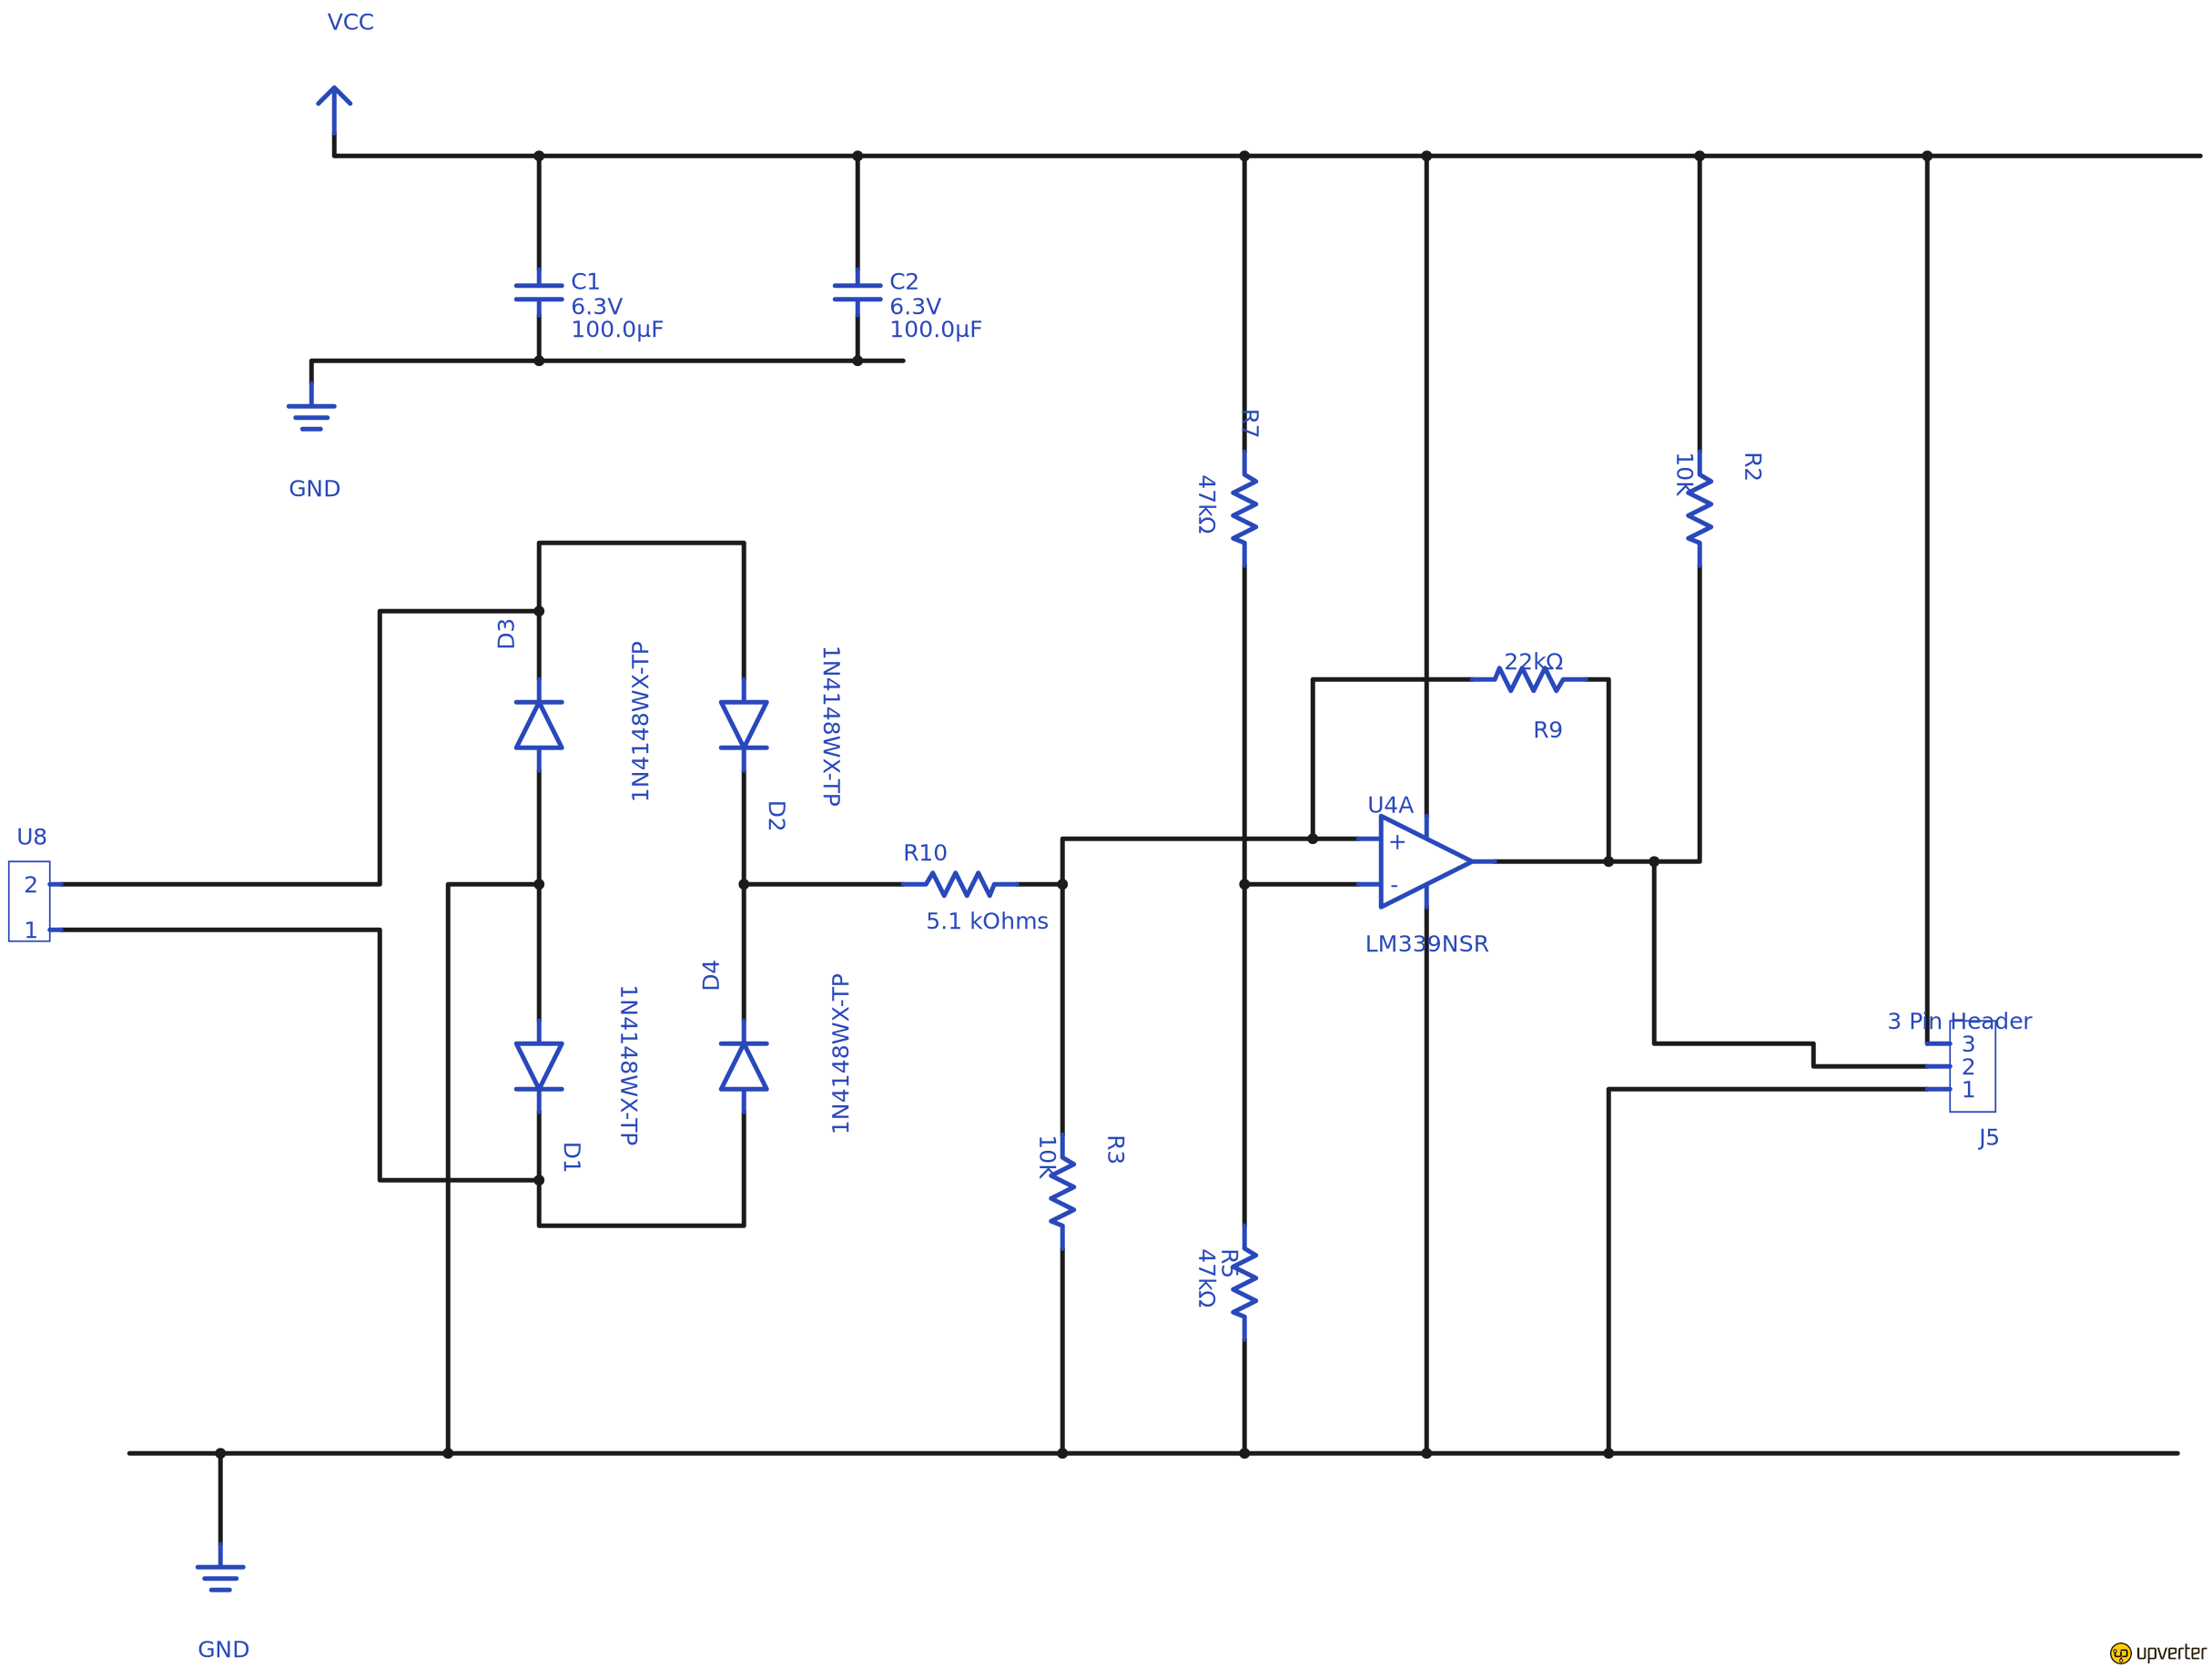 VCC
C1
6.3V
100.0µF
C2
6.3V
100.0µF
GND
R7
47kΩ
10k
R2
D3
1N4148WX-TP
1N4148WX-TP
D2
22kΩ
R9
U8
2
1
R10
5.1 kOhms
U4A
+
-
LM339NSR
D4
1N4148WX-TP
1N4148WX-TP
D1
3 Pin Header
3
2
1
J5
10k
R3
R5
47kΩ
GND
upverter